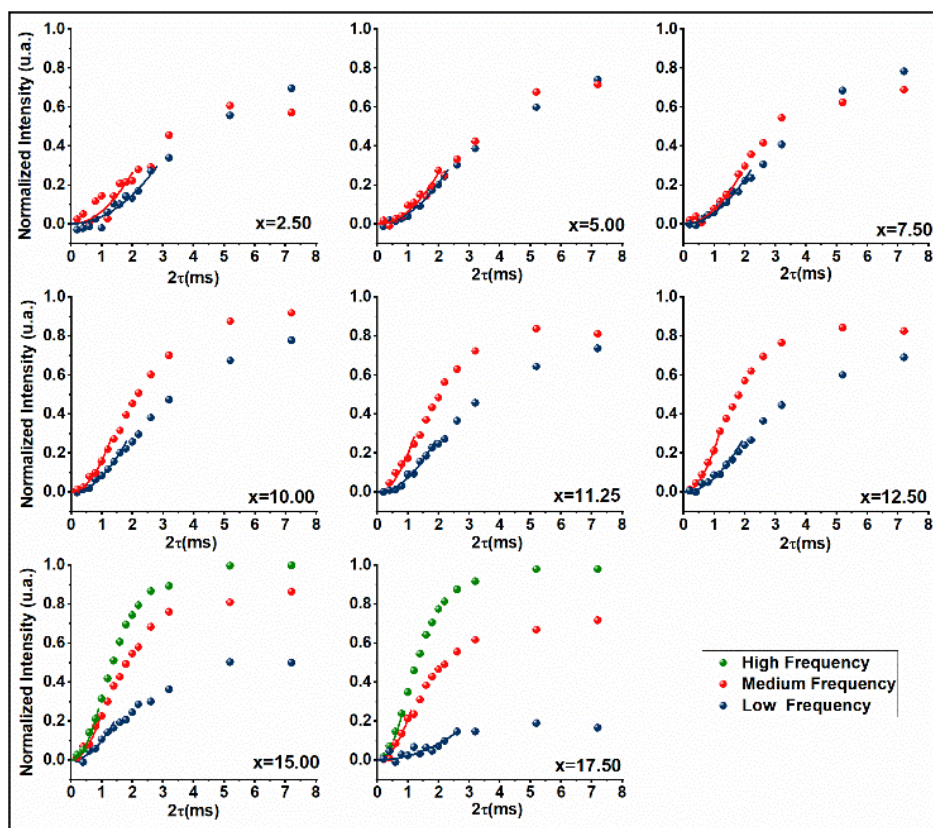 1.0
0.8
0.6
0.4
0.2
0.0
Normalized Intensity (u.a.)
0 1 2 3 4 5 6 7 8
2τ(ms)
x=2.50
1.0
0.8
0.6
0.4
0.2
0.0
0 1 2 3 4 5 6 7 8
2τ(ms)
x=5.00
1.0
0.8
0.6
0.4
0.2
0.0
0 1 2 3 4 5 6 7 8
2τ(ms)
x=7.50
1.0
0.8
0.6
0.4
0.2
0.0
Normalized Intensity (u.a.)
0 1 2 3 4 5 6 7 8
2τ(ms)
x=10.00
1.0
0.8
0.6
0.4
0.2
0.0
0 1 2 3 4 5 6 7 8
2τ(ms)
x=11.25
1.0
0.8
0.6
0.4
0.2
0.0
0 1 2 3 4 5 6 7 8
2τ(ms)
x=12.50
1.0
0.8
0.6
0.4
0.2
0.0
Normalized Intensity (u.a.)
0 1 2 3 4 5 6 7 8
2τ(ms)
x=15.00
1.0
0.8
0.6
0.4
0.2
0.0
0 1 2 3 4 5 6 7 8
2τ(ms)
x=17.50
High Frequency
Medium Frequency
Low Frequency